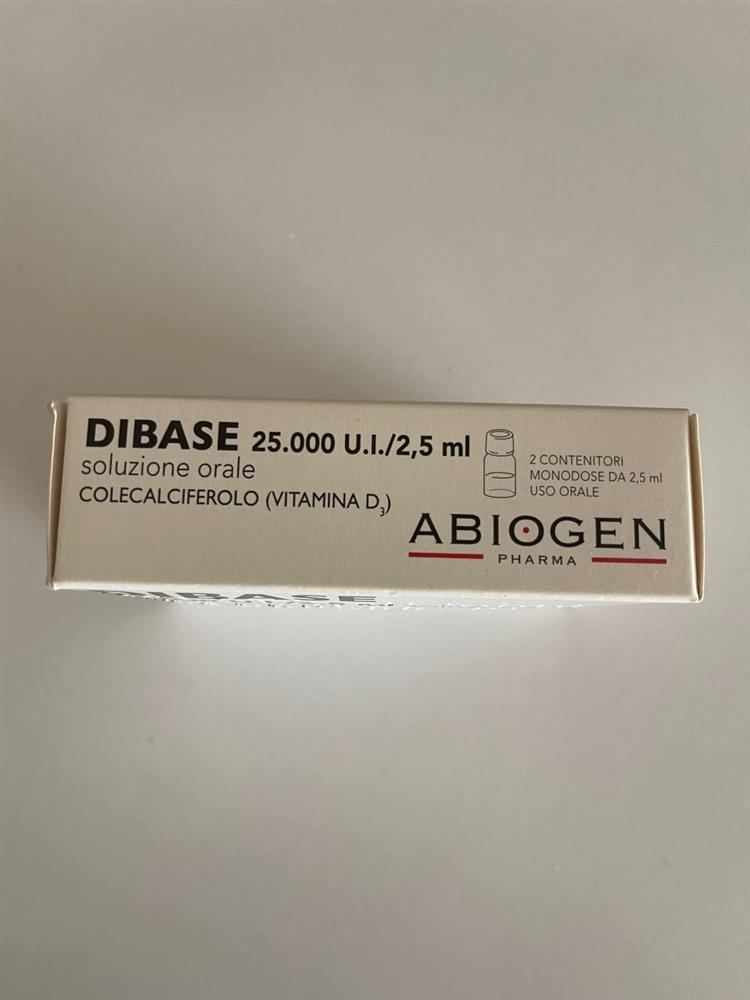 DIBASE 25.000 U.I./2,5 ml
soluzione orale
COLECALCIFEROLO (VITAMINA D₃)
2 CONTENITORI
MONODOSE DA 2,5 ml
USO ORALE
ABIOGEN
PHARMA
DIBASE